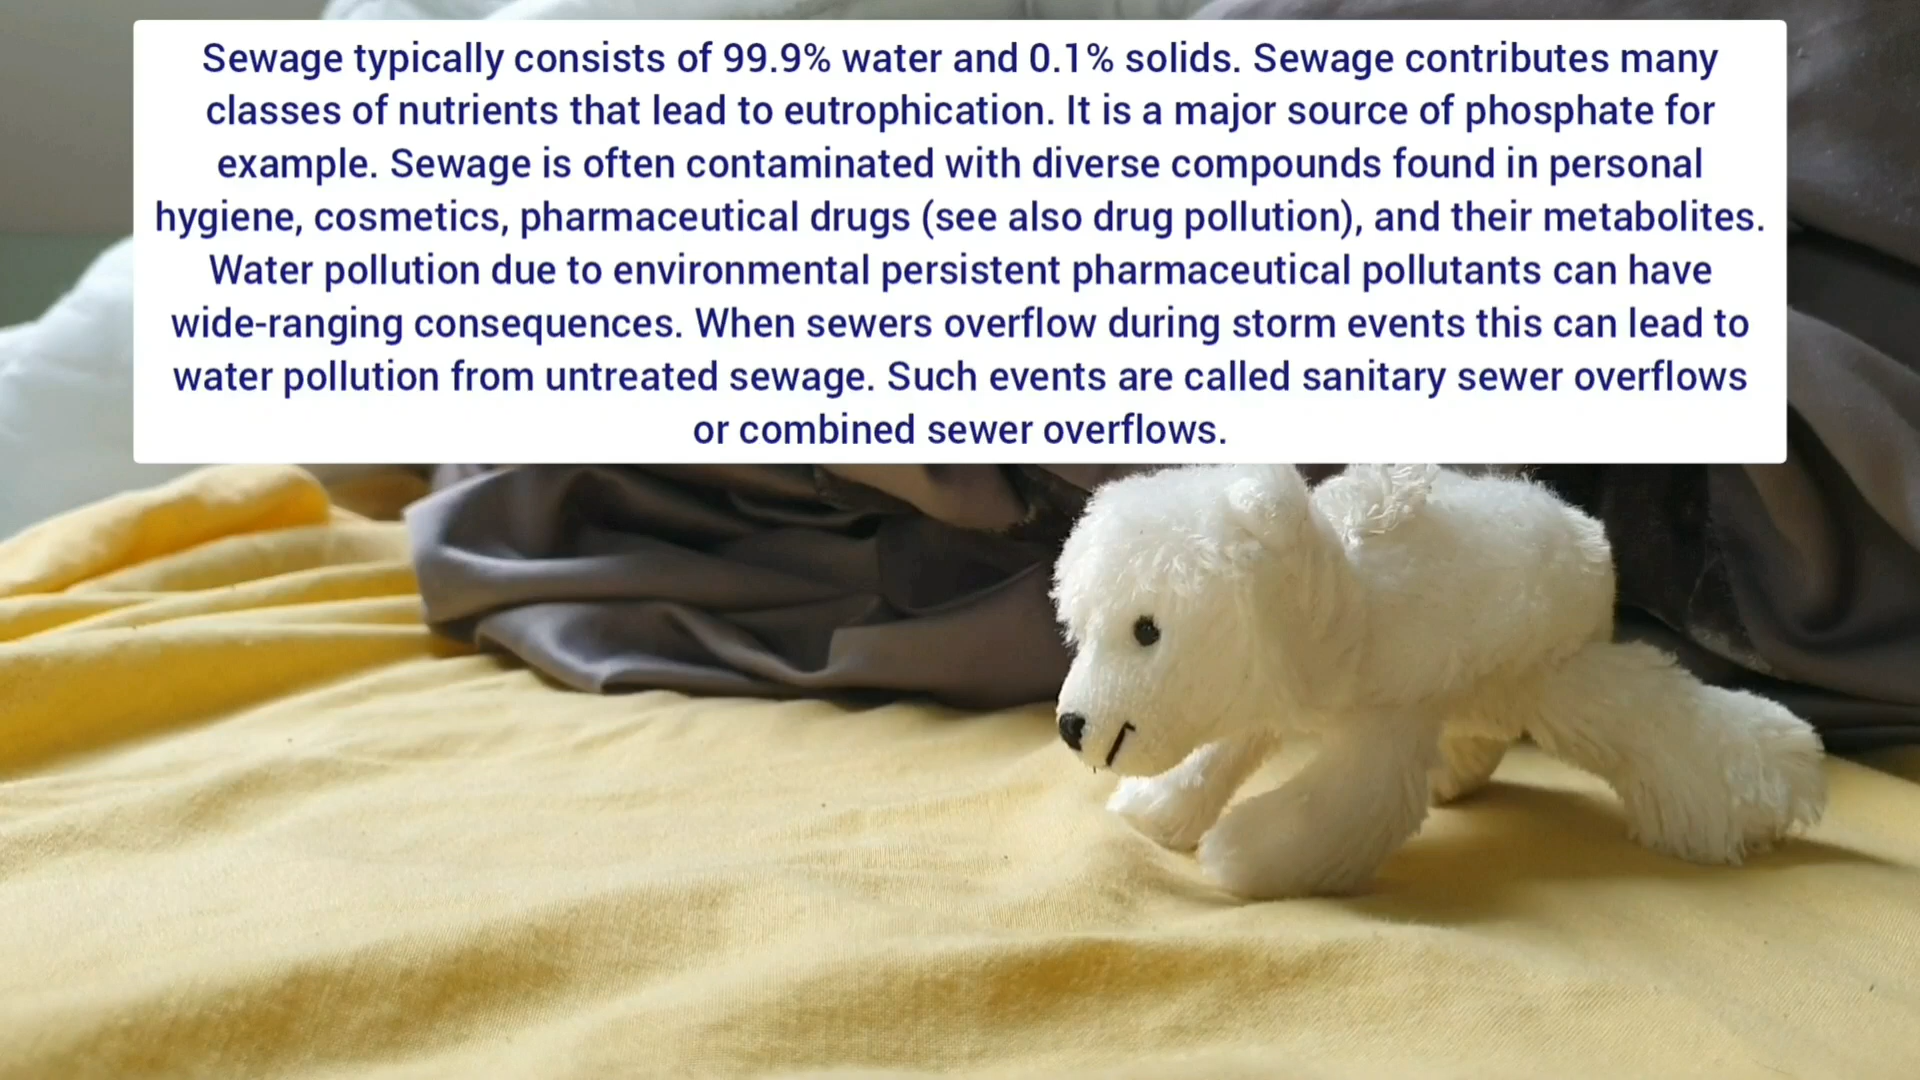 Sewage typically consists of 99.9% water and 0.1% solids. Sewage contributes many
classes of nutrients that lead to eutrophication. It is a major source of phosphate for
example. Sewage is often contaminated with diverse compounds found in personal
hygiene, cosmetics, pharmaceutical drugs (see also drug pollution), and their metabolites.
Water pollution due to environmental persistent pharmaceutical pollutants can have
wide-ranging consequences. When sewers overflow during storm events this can lead to
water pollution from untreated sewage. Such events are called sanitary sewer overflows
or combined sewer overflows.